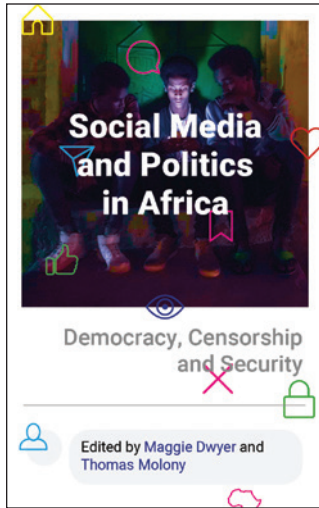 Social Media
and Politics
in Africa
Democracy, Censorship
and Security
Edited by Maggie Dwyer and
Thomas Molony